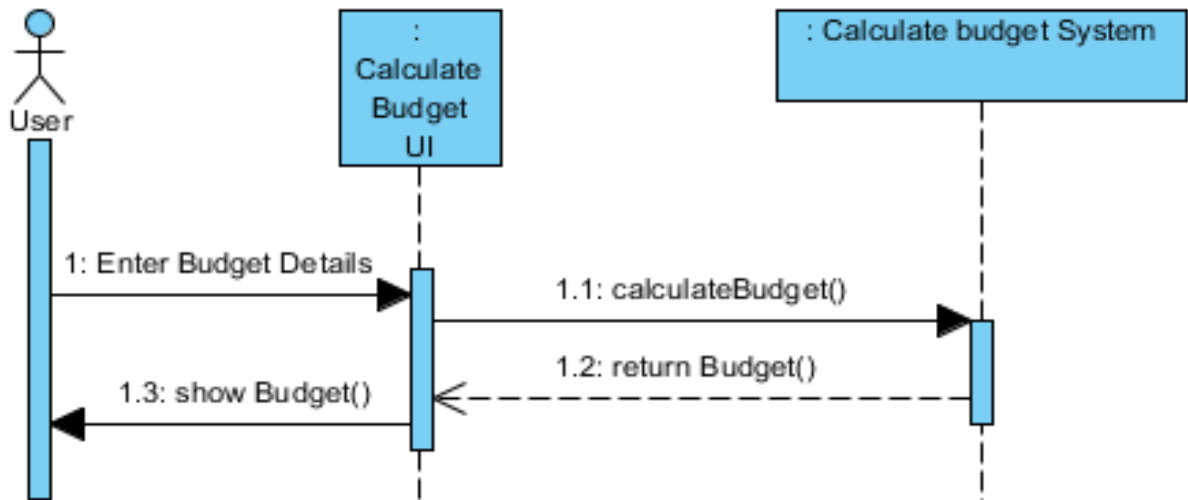 :
Calculate
Budget
UI
: Calculate budget System
User
1: Enter Budget Details
1.1: calculateBudget()
1.2: return Budget()
1.3: show Budget()